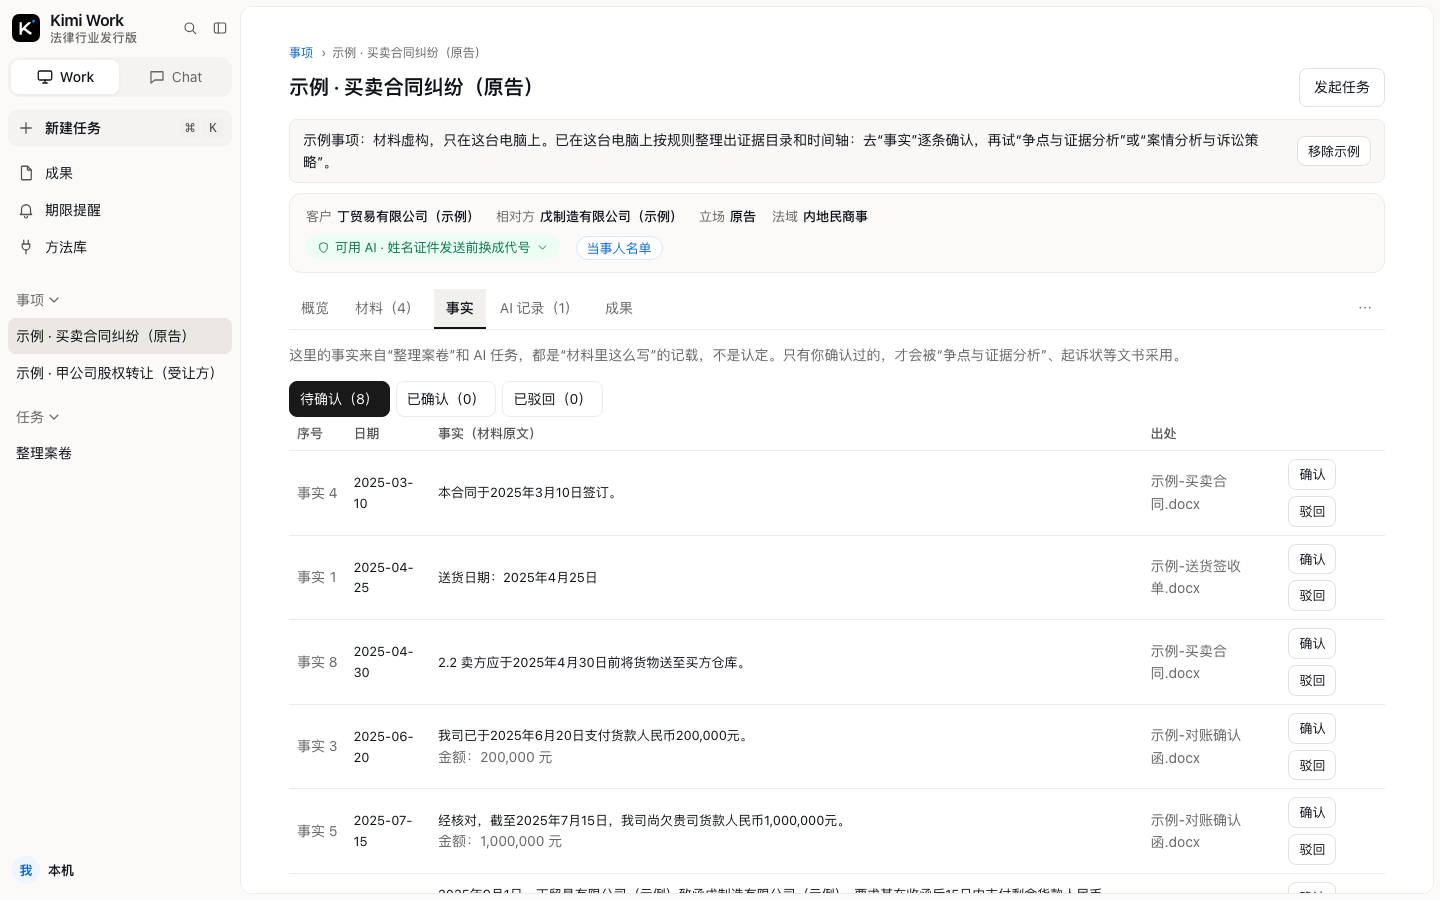 Kimi Work
法律行业发行版
Work
Chat
新建任务
⌘ K
成果
期限提醒
方法库
事项
示例 · 买卖合同纠纷（原告）
示例 · 甲公司股权转让（受让方）
任务
整理案卷
我 本机
事项 › 示例 · 买卖合同纠纷（原告）
示例 · 买卖合同纠纷（原告）
发起任务
示例事项：材料虚构，只在这台电脑上。已在这台电脑上按规则整理出证据目录和时间轴：去“事实”逐条确认，再试“争点与证据分析”或“案情分析与诉讼策
略”。
移除示例
客户 丁贸易有限公司（示例） 相对方 戊制造有限公司（示例） 立场 原告 法域 内地民商事
可用 AI · 姓名证件发送前换成代号
当事人名单
概览 材料（4） 事实 AI 记录（1） 成果 ···
这里的事实来自“整理案卷”和 AI 任务，都是“材料里这么写”的记载，不是认定。只有你确认过的，才会被“争点与证据分析”、起诉状等文书采用。
待确认（8） 已确认（0） 已驳回（0）
序号 日期 事实（材料原文） 出处
事实 4
2025-03-
10
本合同于2025年3月10日签订。
示例-买卖合
同.docx
确认
驳回
事实 1
2025-04-
25
送货日期：2025年4月25日
示例-送货签收
单.docx
确认
驳回
事实 8
2025-04-
30
2.2 卖方应于2025年4月30日前将货物送至买方仓库。
示例-买卖合
同.docx
确认
驳回
事实 3
2025-06-
20
我司已于2025年6月20日支付货款人民币200,000元。
金额：200,000 元
示例-对账确认
函.docx
确认
驳回
事实 5
2025-07-
15
经核对，截至2025年7月15日，我司尚欠贵司货款人民币1,000,000元。
金额：1,000,000 元
示例-对账确认
函.docx
确认
驳回